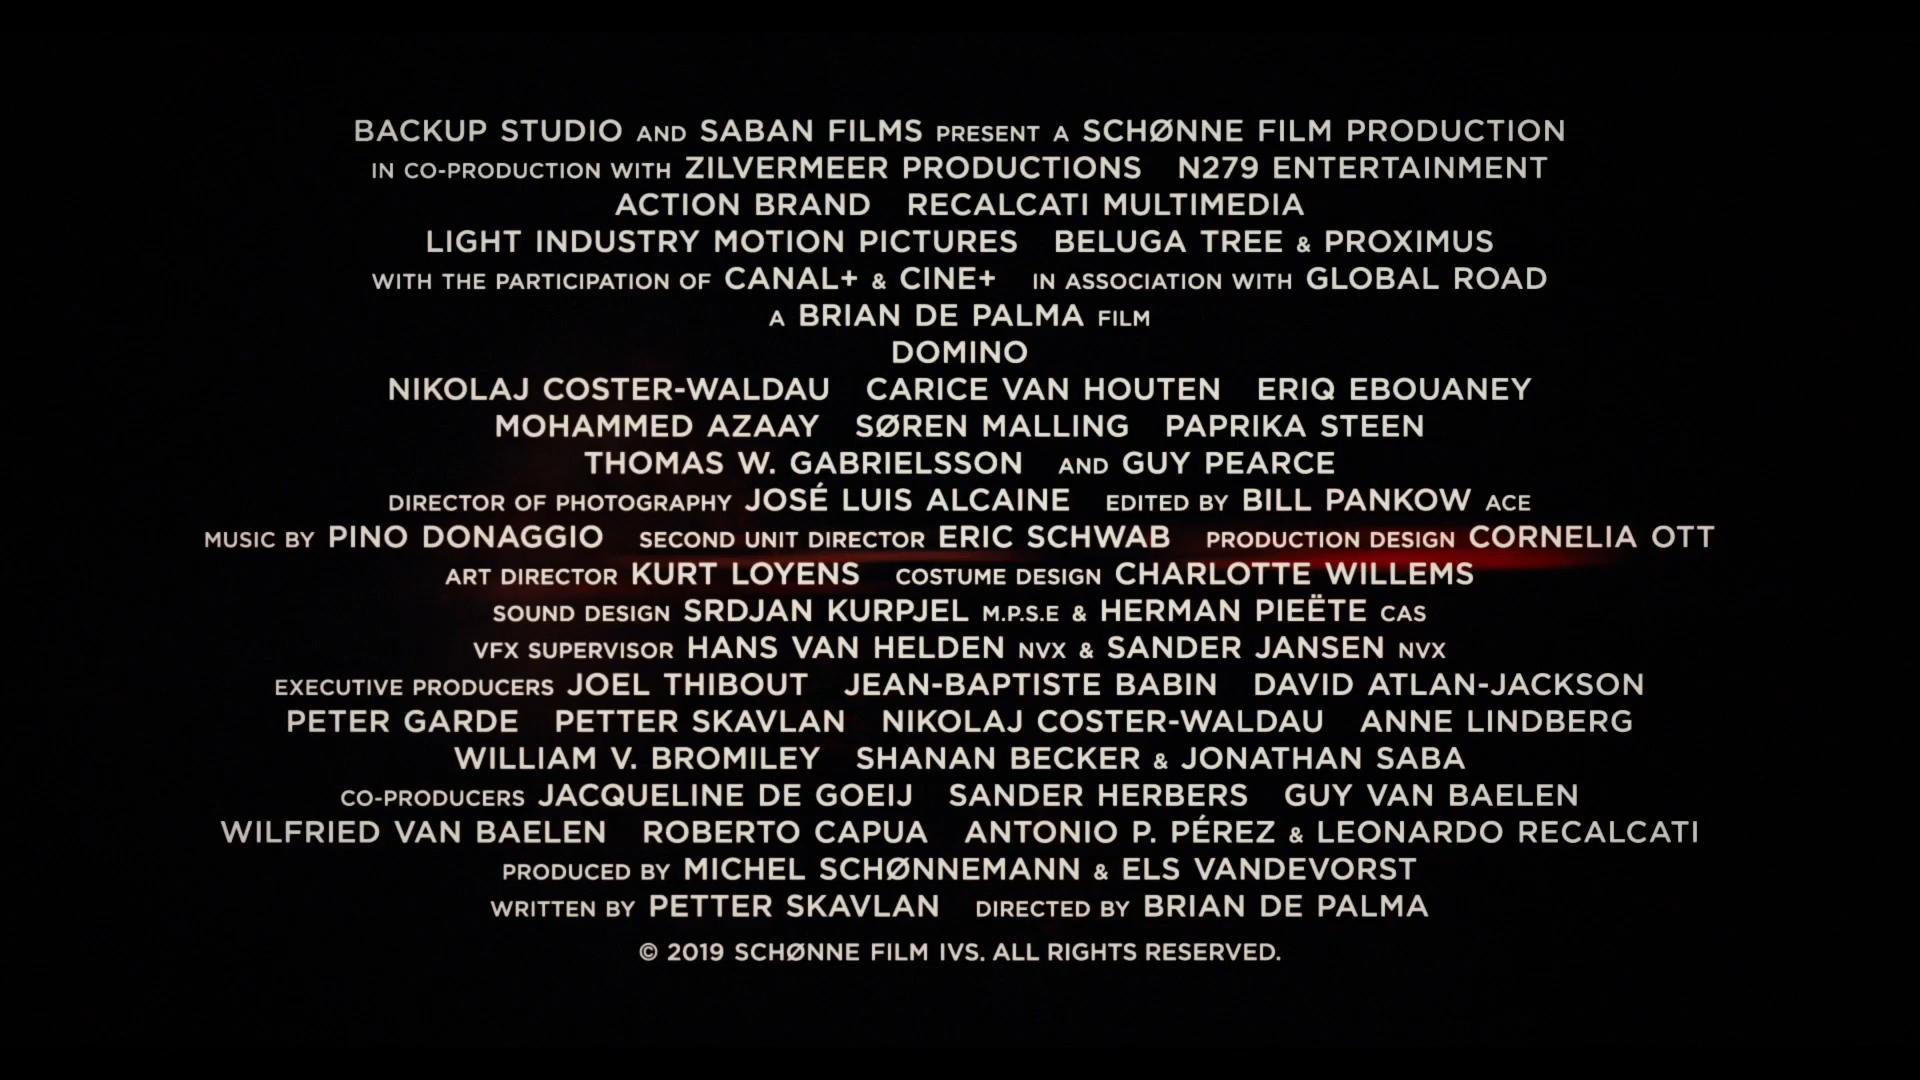 BACKUP STUDIO AND SABAN FILMS PRESENT A SCHØNNE FILM PRODUCTION
IN CO-PRODUCTION WITH ZILVERMEER PRODUCTIONS N279 ENTERTAINMENT
ACTION BRAND RECALCATI MULTIMEDIA
LIGHT INDUSTRY MOTION PICTURES BELUGA TREE & PROXIMUS
WITH THE PARTICIPATION OF CANAL+ & CINE+ IN ASSOCIATION WITH GLOBAL ROAD
A BRIAN DE PALMA FILM
DOMINO
NIKOLAJ COSTER-WALDAU CARICE VAN HOUTEN ERIQ EBOUANEY
MOHAMMED AZAAY SØREN MALLING PAPRIKA STEEN
THOMAS W. GABRIELSSON AND GUY PEARCE
DIRECTOR OF PHOTOGRAPHY JOSÉ LUIS ALCAINE EDITED BY BILL PANKOW ACE
MUSIC BY PINO DONAGGIO SECOND UNIT DIRECTOR ERIC SCHWAB PRODUCTION DESIGN CORNELIA OTT
ART DIRECTOR KURT LOYENS COSTUME DESIGN CHARLOTTE WILLEMS
SOUND DESIGN SRDJAN KURPJEL M.P.S.E & HERMAN PIEËTE CAS
VFX SUPERVISOR HANS VAN HELDEN NVX & SANDER JANSEN NVX
EXECUTIVE PRODUCERS JOEL THIBOUT JEAN-BAPTISTE BABIN DAVID ATLAN-JACKSON
PETER GARDE PETTER SKAVLAN NIKOLAJ COSTER-WALDAU ANNE LINDBERG
WILLIAM V. BROMILEY SHANAN BECKER & JONATHAN SABA
CO-PRODUCERS JACQUELINE DE GOEIJ SANDER HERBERS GUY VAN BAELEN
WILFRIED VAN BAELEN ROBERTO CAPUA ANTONIO P. PÉREZ & LEONARDO RECALCATI
PRODUCED BY MICHEL SCHØNNEMANN & ELS VANDEVORST
WRITTEN BY PETTER SKAVLAN DIRECTED BY BRIAN DE PALMA
© 2019 SCHØNNE FILM IVS. ALL RIGHTS RESERVED.